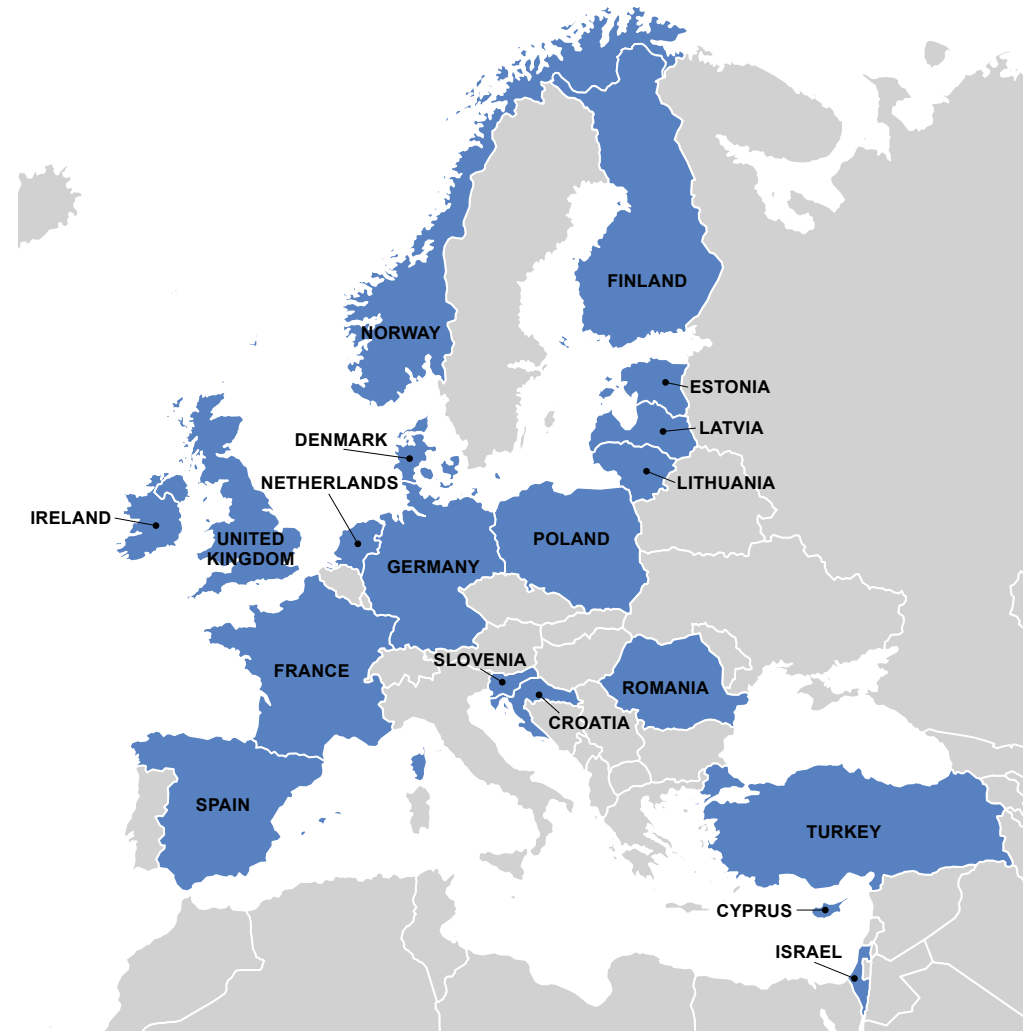 FINLAND
NORWAY
ESTONIA
LATVIA
DENMARK
NETHERLANDS
LITHUANIA
IRELAND
UNITED
KINGDOM
POLAND
GERMANY
SLOVENIA
FRANCE
ROMANIA
CROATIA
SPAIN
TURKEY
CYPRUS
ISRAEL